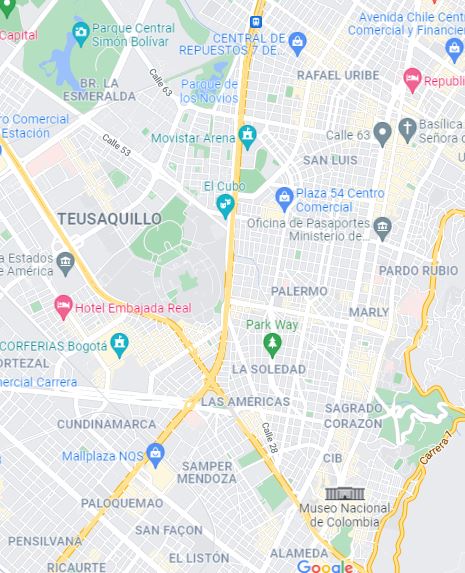 Capital
Parque Central
Simón Bolívar
CENTRAL DE
REPUESTOS 7 DE...
Avenida Chile Centro
Comercial y Financier
RAFAEL URIBE
Republi
BR. LA
ESMERALDA
Calle 63
Parque de
los Novios
ro Comercial
Estación
Movistar Arena
Calle 63
Basílica
Señora d
Calle 53
SAN LUIS
El Cubo
Plaza 54 Centro
Comercial
TEUSAQUILLO
Oficina de Pasaportes
Ministerio de...
a Estados
de América
PARDO RUBIO
PALERMO
Hotel Embajada Real
MARLY
Park Way
CORFERIAS Bogotá
ORTEZAL
LA SOLEDAD
mercial Carrera
LAS AMÉRICAS
SAGRADO
CORAZÓN
CUNDINAMARCA
Calle 28
Carrera 7
Mallplaza NQS
CIB
SAMPER
MENDOZA
PALOQUEMAO
Museo Nacional
de Colombia
SAN FAÇON
PENSILVANIA
EL LISTÓN
ALAMEDA
RICAURTE
Google